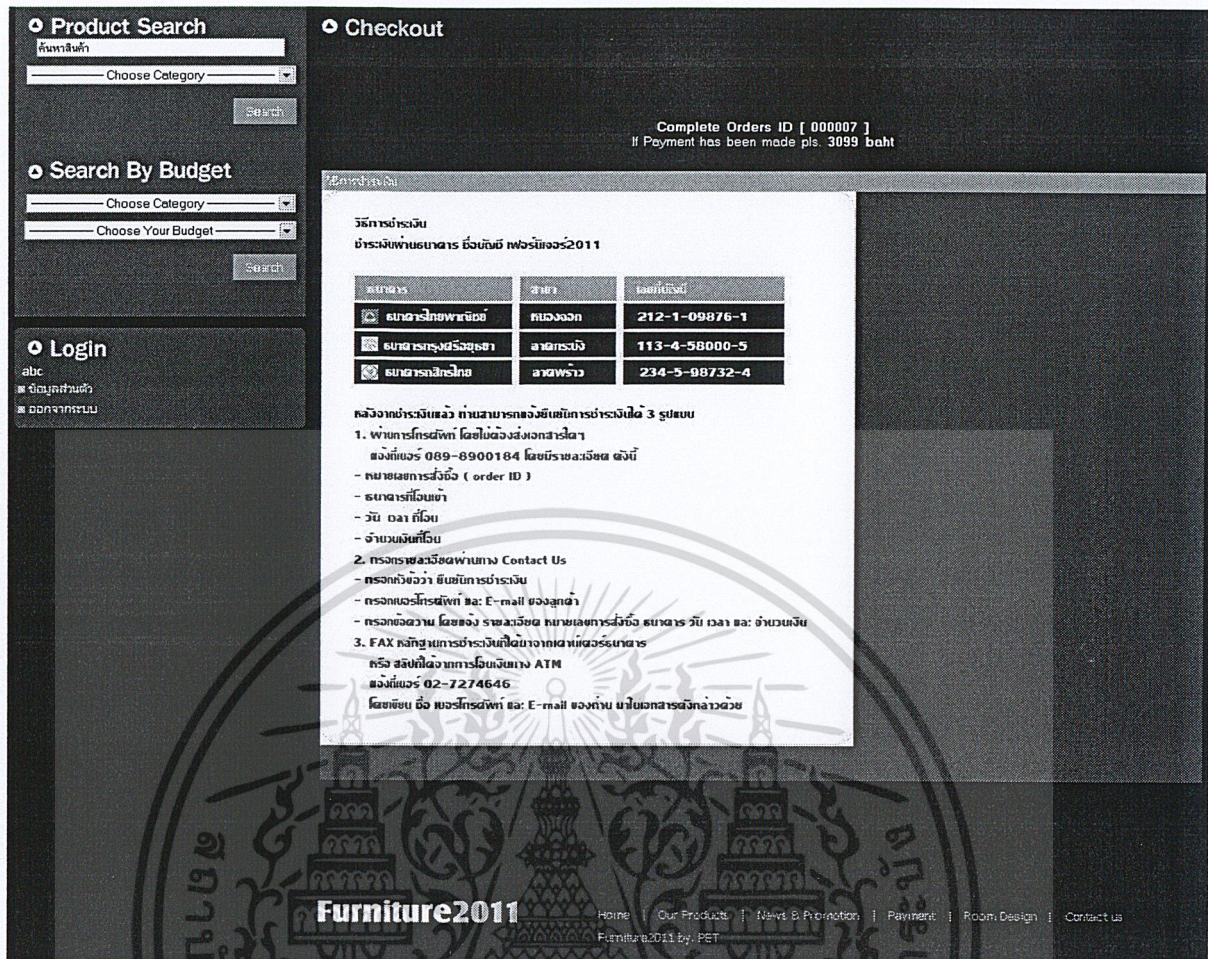 Product Search
ค้นหาสินค้า
Choose Category
Search
Search By Budget
Choose Category
Choose Your Budget
Search
Login
abc
ข้อมูลส่วนตัว
ออกจากระบบ
Checkout
Complete Orders ID [ 000007 ]
If Payment has been made pls. 3099 baht
วิธีการชำระเงิน
วิธีการชำระเงิน
ชำระเงินผ่านธนาคาร ชื่อบัญชี เฟอร์นิเจอร์2011
ธนาคาร สาขา เลขที่บัญชี
ธนาคารไทยพาณิชย์ หนองจอก 212-1-09876-1
ธนาคารกรุงศรีอยุธยา ลาดกระบัง 113-4-58000-5
ธนาคารกสิกรไทย ลาดพร้าว 234-5-98732-4
หลังจากชำระเงินแล้ว ท่านสามารถแจ้งยืนยันการชำระเงินได้ 3 รูปแบบ
1. ผ่านการโทรศัพท์ โดยไม่ต้องส่งเอกสารใดๆ
แจ้งที่เบอร์ 089-8900184 โดยมีรายละเอียด ดังนี้
- หมายเลขการสั่งซื้อ ( order ID )
- ธนาคารที่โอนเข้า
- วัน เวลา ที่โอน
- จำนวนเงินที่โอน
2. กรอกรายละเอียดผ่านทาง Contact Us
- กรอกหัวข้อว่า ยืนยันการชำระเงิน
- กรอกเบอร์โทรศัพท์ และ E-mail ของลูกค้า
- กรอกข้อความ โดยแจ้ง รายละเอียด หมายเลขการสั่งซื้อ ธนาคาร วัน เวลา และ จำนวนเงิน
3. FAX หลักฐานการชำระเงินที่ได้มาจากเคาน์เตอร์ธนาคาร
หรือ สลิปที่ได้จากการโอนเงินทาง ATM
แจ้งที่เบอร์ 02-7274646
โดยเขียน ชื่อ เบอร์โทรศัพท์ และ E-mail ของท่าน มาในเอกสารดังกล่าวด้วย
Furniture2011
Home | Our Products | News & Promotion | Payment | Room Design | Contact us
Furniture2011 by. PET